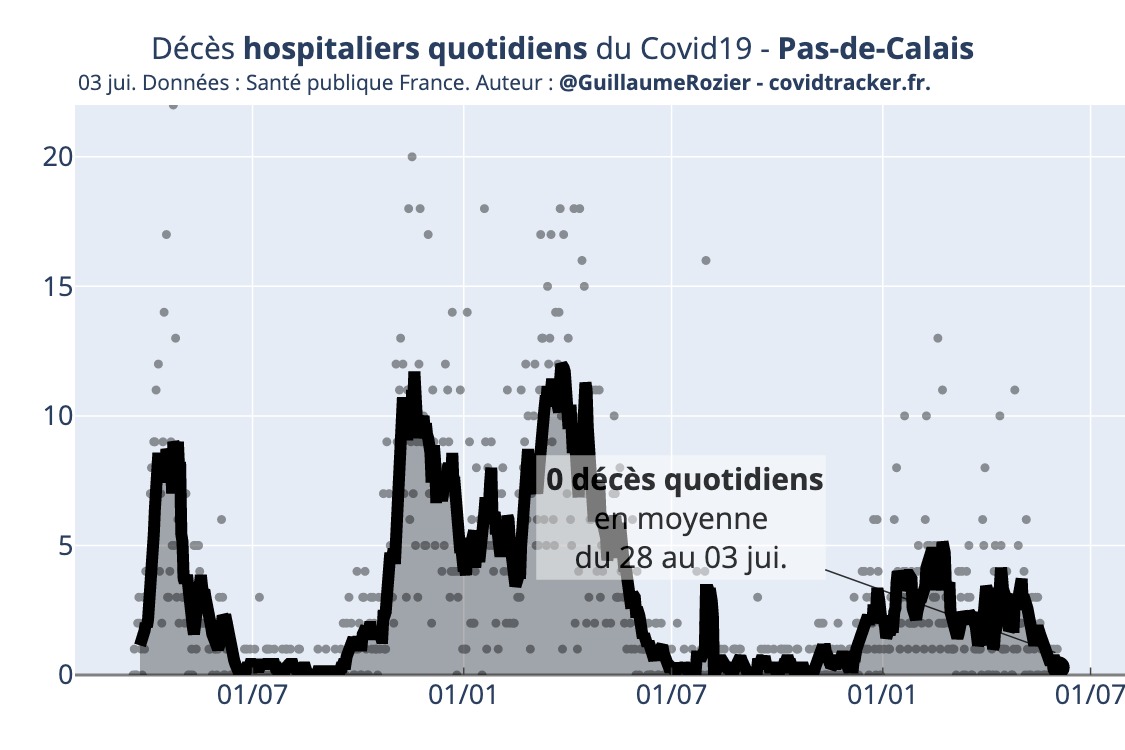 Décès hospitaliers quotidiens du Covid19 - Pas-de-Calais
03 jui. Données : Santé publique France. Auteur : @GuillaumeRozier - covidtracker.fr.
20
15
10
0 décès quotidiens
en moyenne
du 28 au 03 jui.
5
0
01/07
01/01
01/07
01/01
01/07